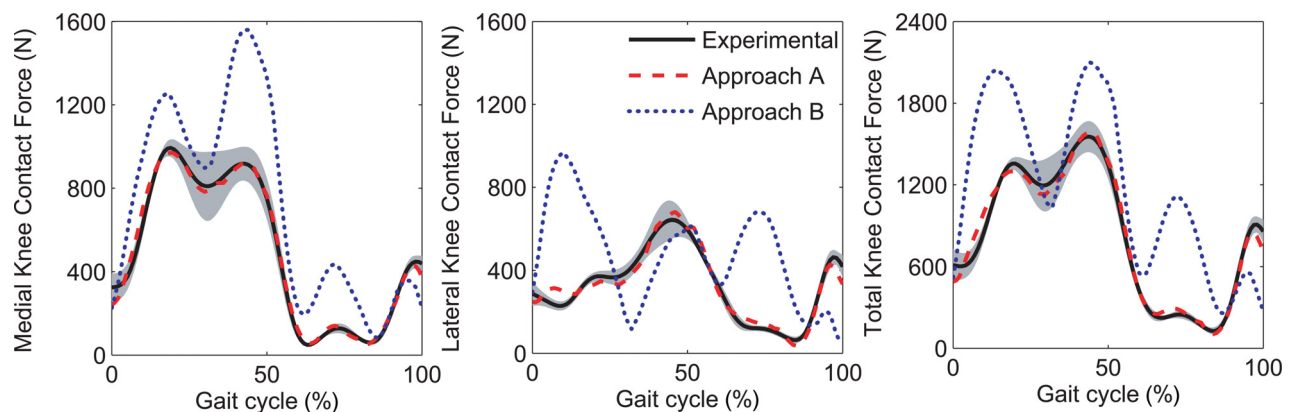 Medial Knee Contact Force (N)
1600
1200
800
400
0
0
50
100
Gait cycle (%)
Lateral Knee Contact Force (N)
1600
1200
800
400
0
0
50
100
Gait cycle (%)
Experimental
Approach A
Approach B
Total Knee Contact Force (N)
2400
1800
1200
600
0
0
50
100
Gait cycle (%)